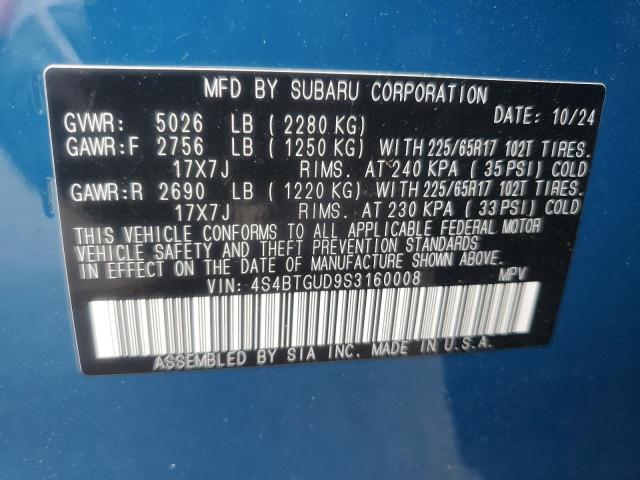 MFD BY SUBARU CORPORATION
DATE: 10/24
GVWR: 5026 LB ( 2280 KG)
GAWR:F 2756 LB ( 1250 KG) WITH 225/65R17 102T TIRES.
17X7J RIMS. AT 240 KPA ( 35 PSI) COLD
GAWR:R 2690 LB ( 1220 KG) WITH 225/65R17 102T TIRES.
17X7J RIMS. AT 230 KPA ( 33 PSI) COLD
THIS VEHICLE CONFORMS TO ALL APPLICABLE FEDERAL MOTOR
VEHICLE SAFETY AND THEFT PREVENTION STANDARDS
IN EFFECT ON THE DATE OF MANUFACTURE SHOWN ABOVE.
VIN: 4S4BTGUD9S3160008 MPV
ASSEMBLED BY SIA INC. MADE IN U.S.A.